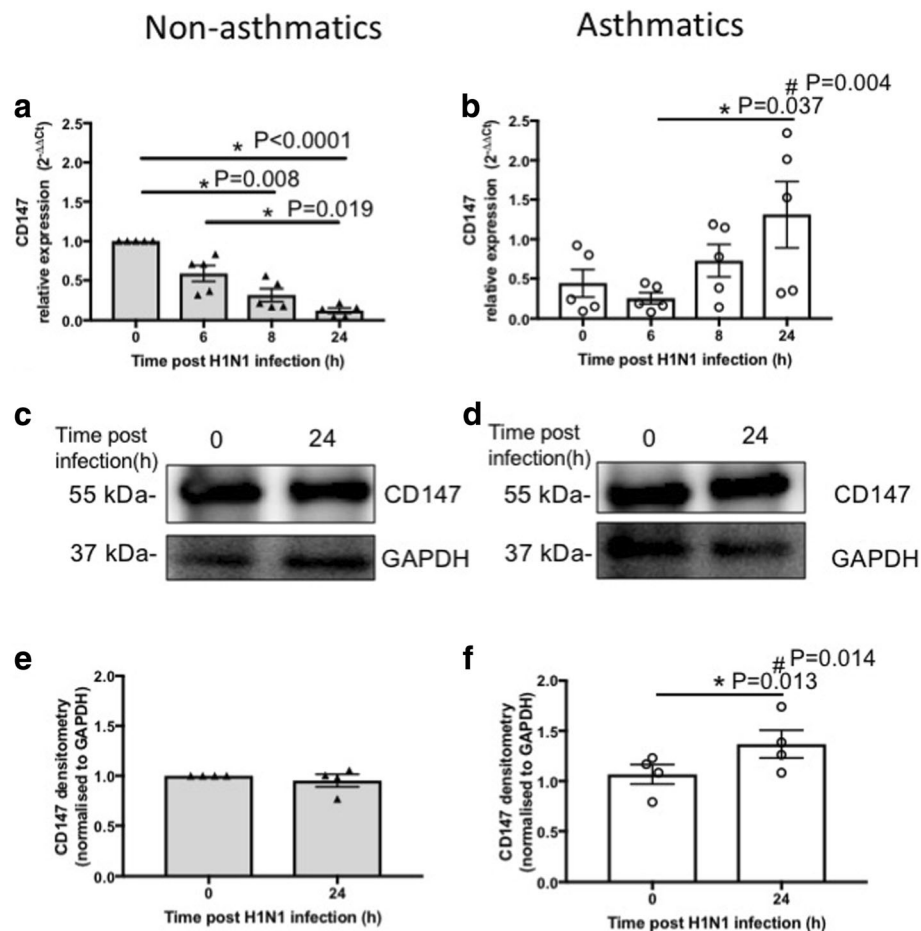 Non-asthmatics
Asthmatics
a
CD147
relative expression (2-ΔΔCt)
2.5
2.0
1.5
1.0
0.5
0.0
* P<0.0001
* P=0.008
* P=0.019
0 6 8 24
Time post H1N1 infection (h)
b
CD147
relative expression (2-ΔΔCt)
2.5
2.0
1.5
1.0
0.5
0.0
# P=0.004
* P=0.037
0 6 8 24
Time post H1N1 infection (h)
c
Time post
infection(h)
0 24
55 kDa-
CD147
37 kDa-
GAPDH
d
Time post
infection(h)
0 24
55 kDa-
CD147
37 kDa-
GAPDH
e
CD147 densitometry
(normalised to GAPDH)
2.0
1.5
1.0
0.5
0.0
0 24
Time post H1N1 infection (h)
f
CD147 densitometry
(normalised to GAPDH)
2.0
1.5
1.0
0.5
0.0
# P=0.014
* P=0.013
0 24
Time post H1N1 infection (h)